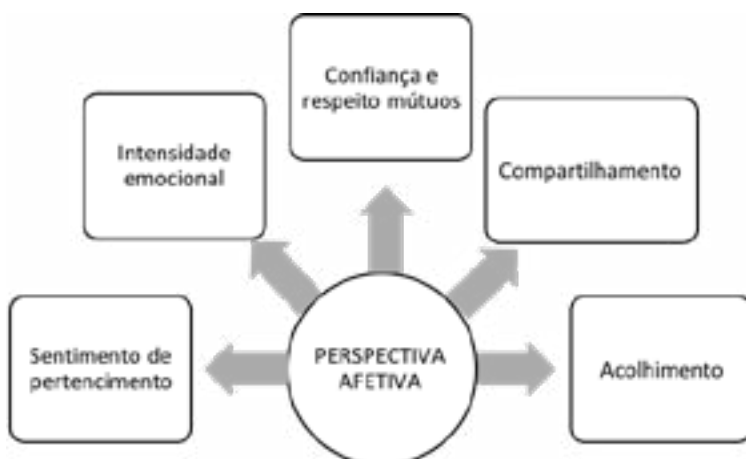 Confiança e
respeito mútuos
Intensidade
emocional
Compartilhamento
Sentimento de
pertencimento
PERSPECTIVA
AFETIVA
Acolhimento